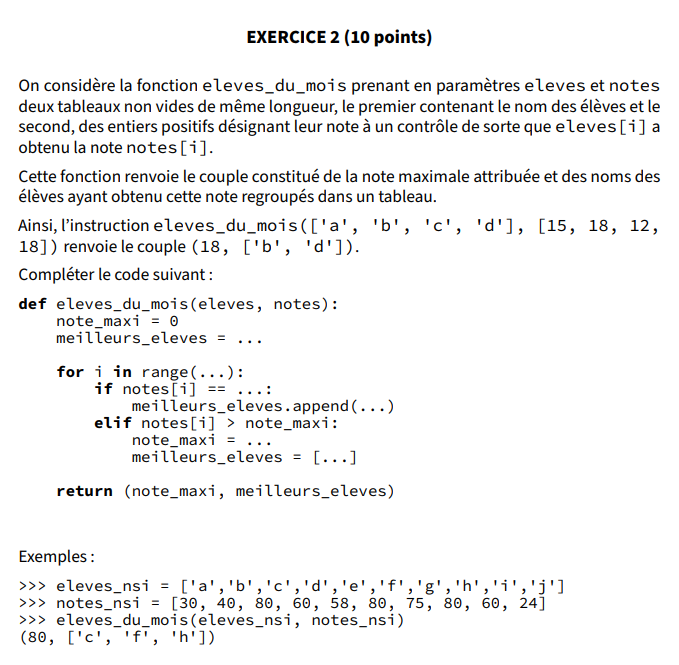 EXERCICE 2 (10 points)
On considère la fonction eleves_du_mois prenant en paramètres eleves et notes
deux tableaux non vides de même longueur, le premier contenant le nom des élèves et le
second, des entiers positifs désignant leur note à un contrôle de sorte que eleves[i] a
obtenu la note notes[i].
Cette fonction renvoie le couple constitué de la note maximale attribuée et des noms des
élèves ayant obtenu cette note regroupés dans un tableau.
Ainsi, l’instruction eleves_du_mois(['a', 'b', 'c', 'd'], [15, 18, 12,
18]) renvoie le couple (18, ['b', 'd']).
Compléter le code suivant :
def eleves_du_mois(eleves, notes):
    note_maxi = 0
    meilleurs_eleves = ...

    for i in range(...):
        if notes[i] == ...:
            meilleurs_eleves.append(...)
        elif notes[i] > note_maxi:
            note_maxi = ...
            meilleurs_eleves = [...]

    return (note_maxi, meilleurs_eleves)

Exemples :
>>> eleves_nsi = ['a','b','c','d','e','f','g','h','i','j']
>>> notes_nsi = [30, 40, 80, 60, 58, 80, 75, 80, 60, 24]
>>> eleves_du_mois(eleves_nsi, notes_nsi)
(80, ['c', 'f', 'h'])